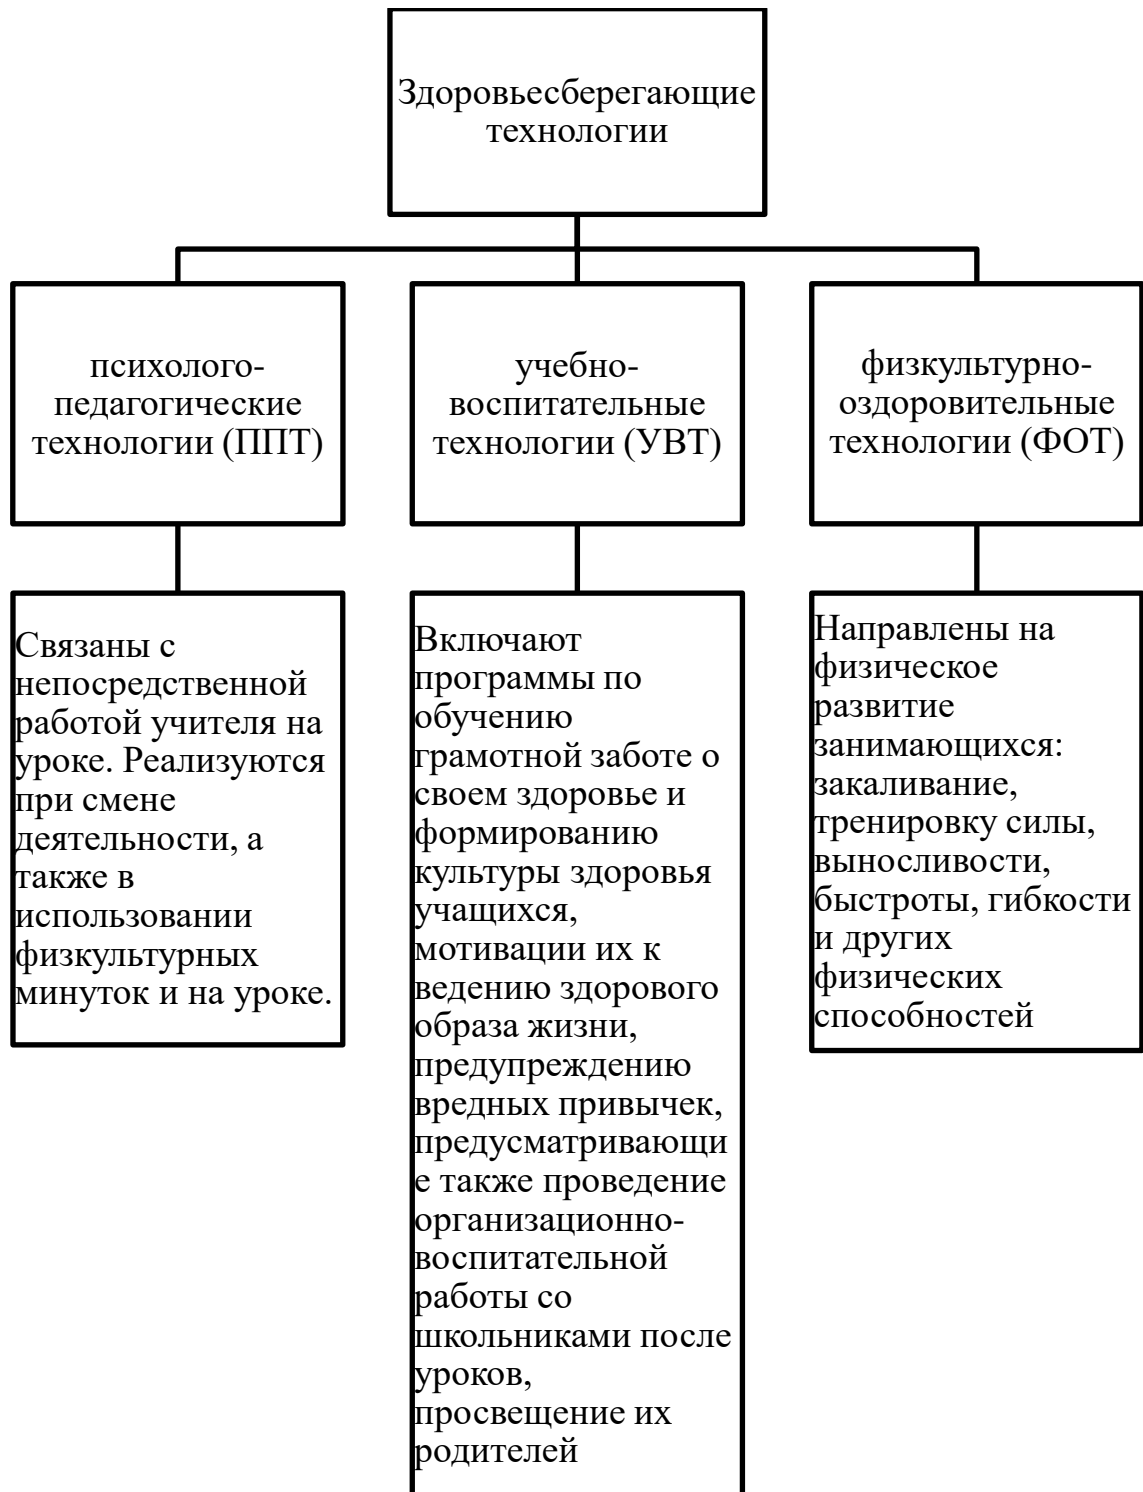 Здоровьесберегающие
технологии
психолого-
педагогические
технологии (ППТ)
учебно-
воспитательные
технологии (УВТ)
физкультурно-
оздоровительные
технологии (ФОТ)
Связаны с
непосредственной
работой учителя на
уроке. Реализуются
при смене
деятельности, а
также в
использовании
физкультурных
минуток и на уроке.
Включают
программы по
обучению
грамотной заботе о
своем здоровье и
формированию
культуры здоровья
учащихся,
мотивации их к
ведению здорового
образа жизни,
предупреждению
вредных привычек,
предусматривающи
е также проведение
организационно-
воспитательной
работы со
школьниками после
уроков,
просвещение их
родителей
Направлены на
физическое
развитие
занимающихся:
закаливание,
тренировку силы,
выносливости,
быстроты, гибкости
и других
физических
способностей